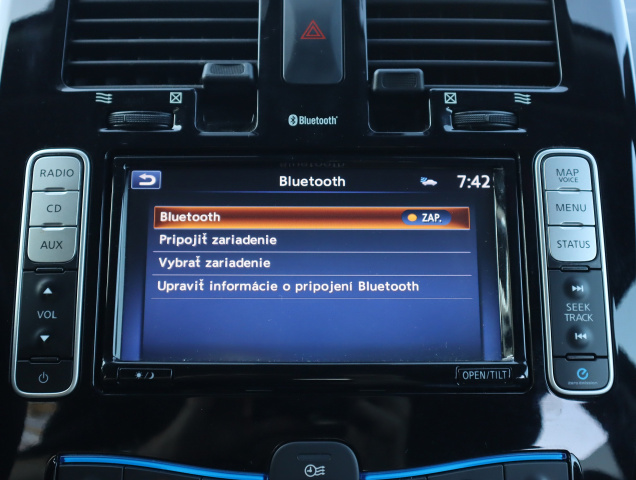 Bluetooth
RADIO
CD
AUX
VOL
Bluetooth
7:42
Bluetooth ZAP.
Pripojiť zariadenie
Vybrať zariadenie
Upraviť informácie o pripojení Bluetooth
MAP
VOICE
MENU
STATUS
SEEK
TRACK
OPEN/TILT